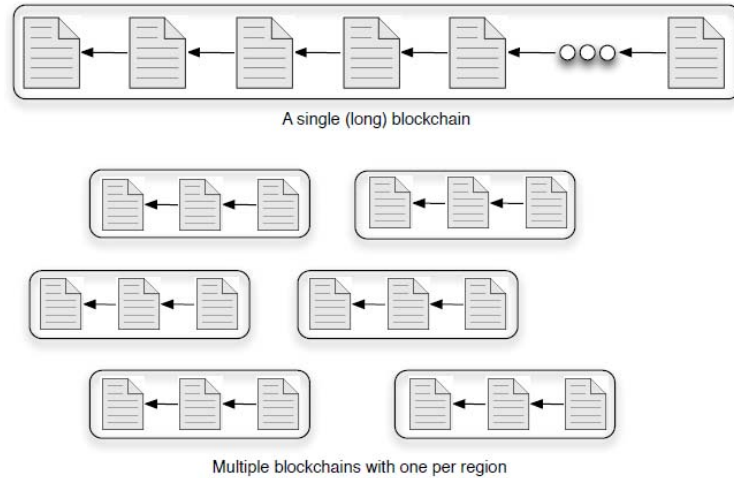 A single (long) blockchain
Multiple blockchains with one per region